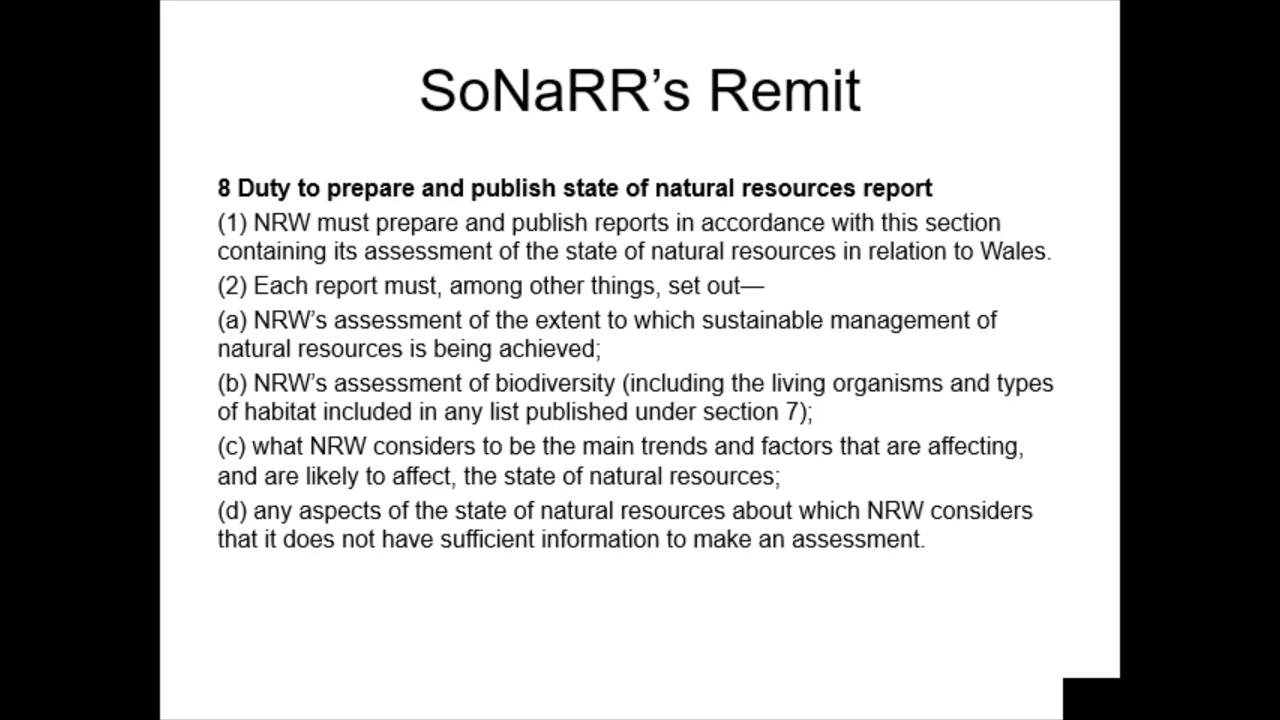 SoNaRR’s Remit
8 Duty to prepare and publish state of natural resources report
(1) NRW must prepare and publish reports in accordance with this section
containing its assessment of the state of natural resources in relation to Wales.
(2) Each report must, among other things, set out—
(a) NRW’s assessment of the extent to which sustainable management of
natural resources is being achieved;
(b) NRW’s assessment of biodiversity (including the living organisms and types
of habitat included in any list published under section 7);
(c) what NRW considers to be the main trends and factors that are affecting,
and are likely to affect, the state of natural resources;
(d) any aspects of the state of natural resources about which NRW considers
that it does not have sufficient information to make an assessment.